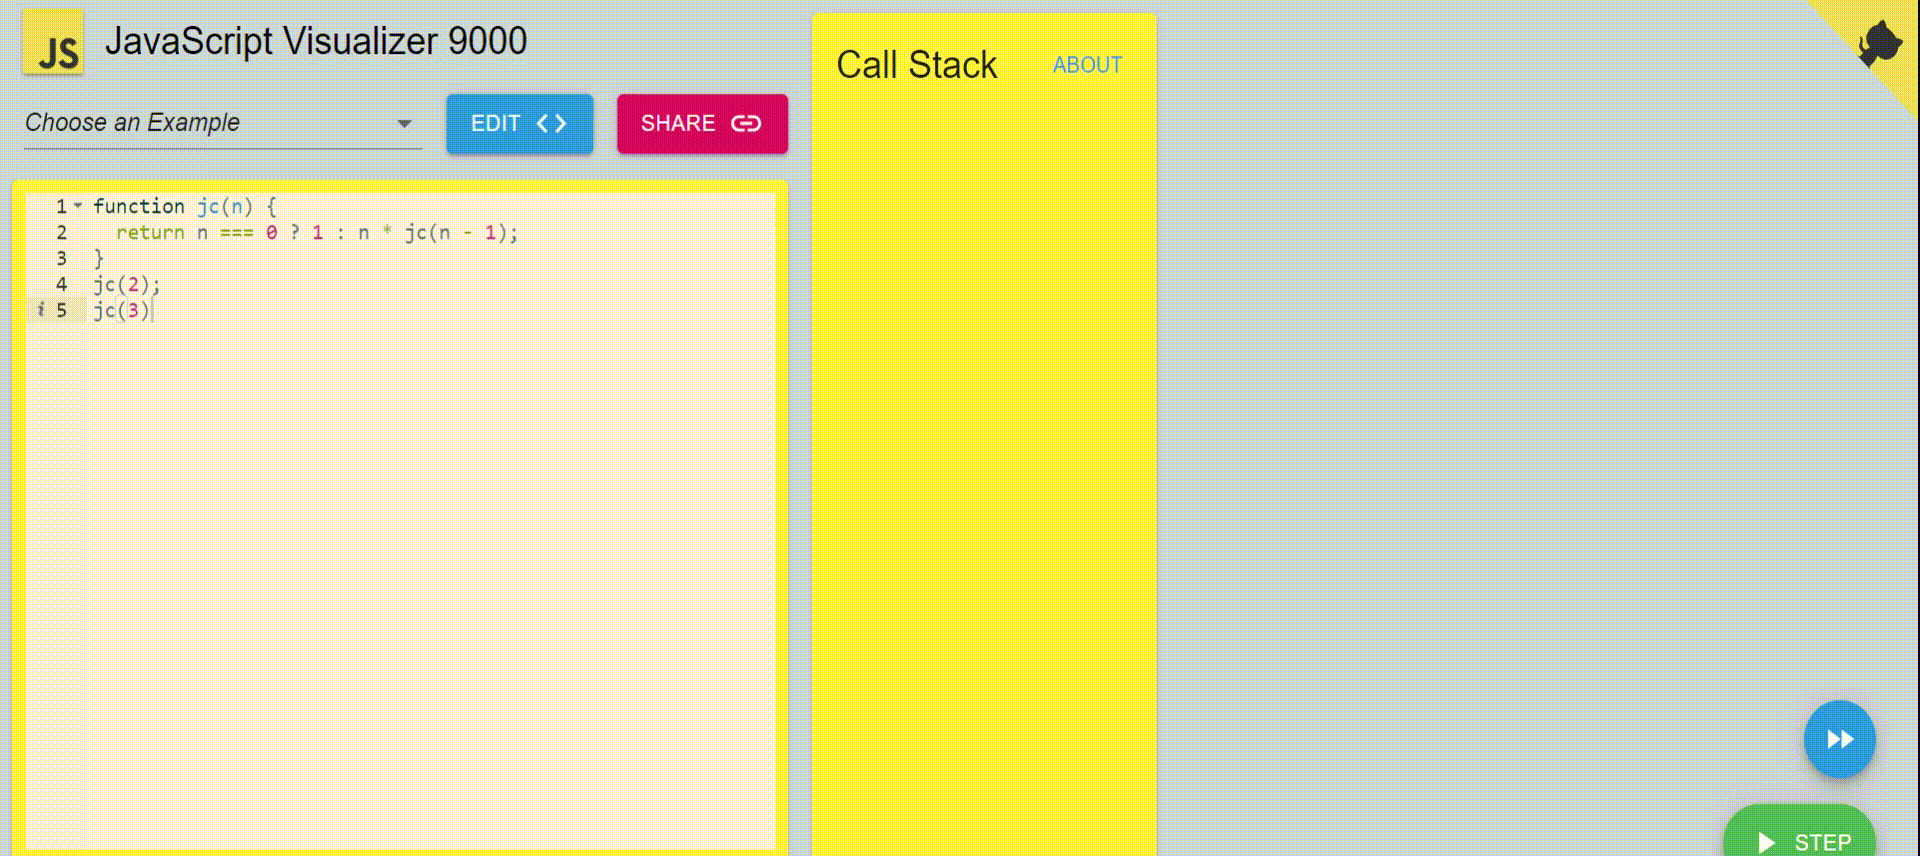 JS JavaScript Visualizer 9000
Choose an Example
EDIT <> SHARE
1 function jc(n) {
2 return n === 0 ? 1 : n * jc(n - 1);
3 }
4 jc(2);
i 5 jc(3)
Call Stack ABOUT
STEP